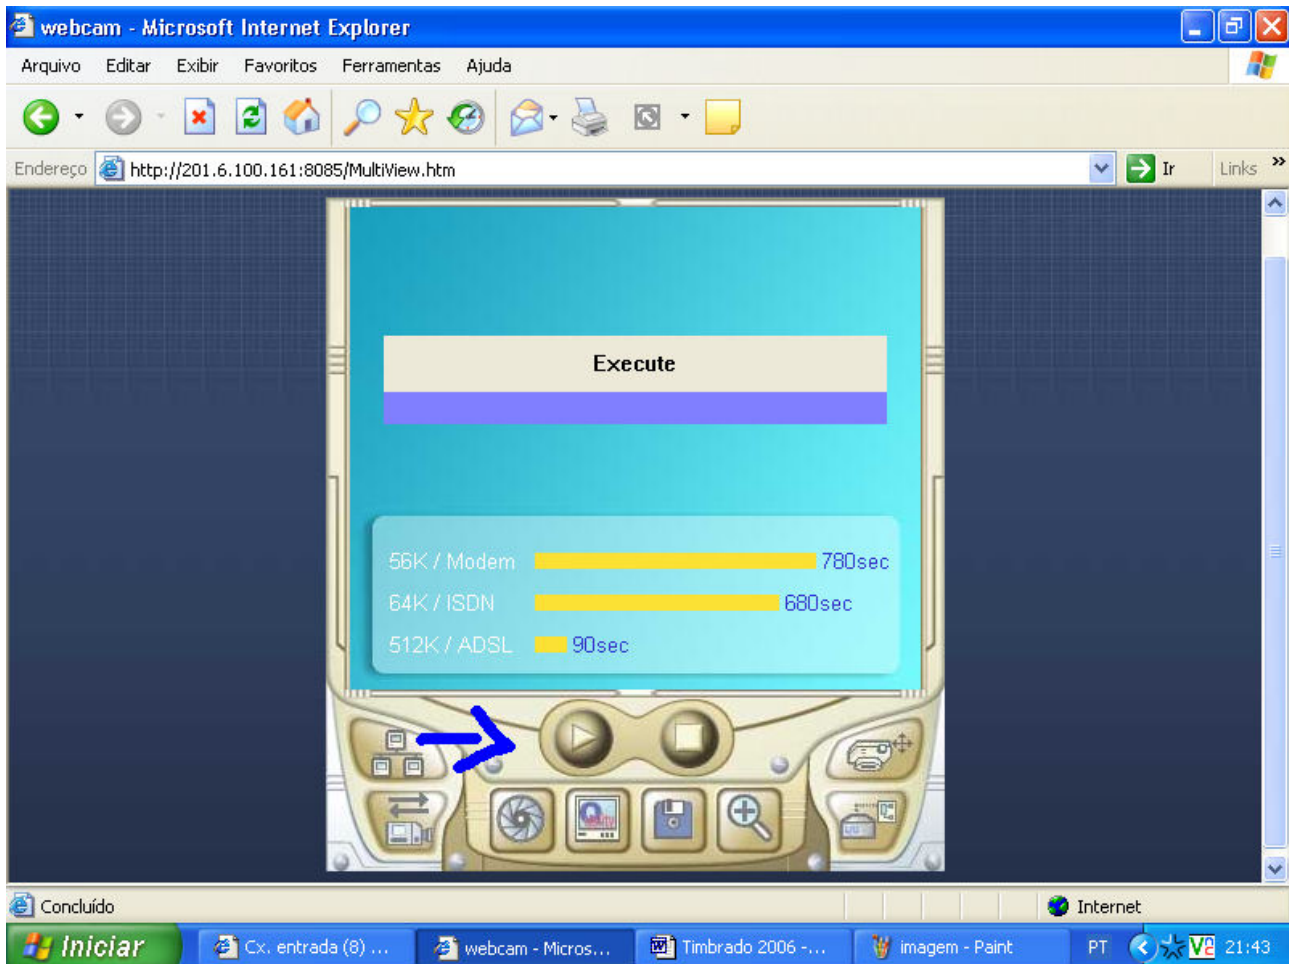 webcam - Microsoft Internet Explorer
Arquivo Editar Exibir Favoritos Ferramentas Ajuda
Endereço http://201.6.100.161:8085/MultiView.htm Ir Links »
Execute
56K / Modem 780sec
64K / ISDN 680sec
512K / ADSL 90sec
Concluído Internet
Iniciar Cx. entrada (8) ... webcam - Micros... Timbrado 2006 -... imagem - Paint PT 21:43